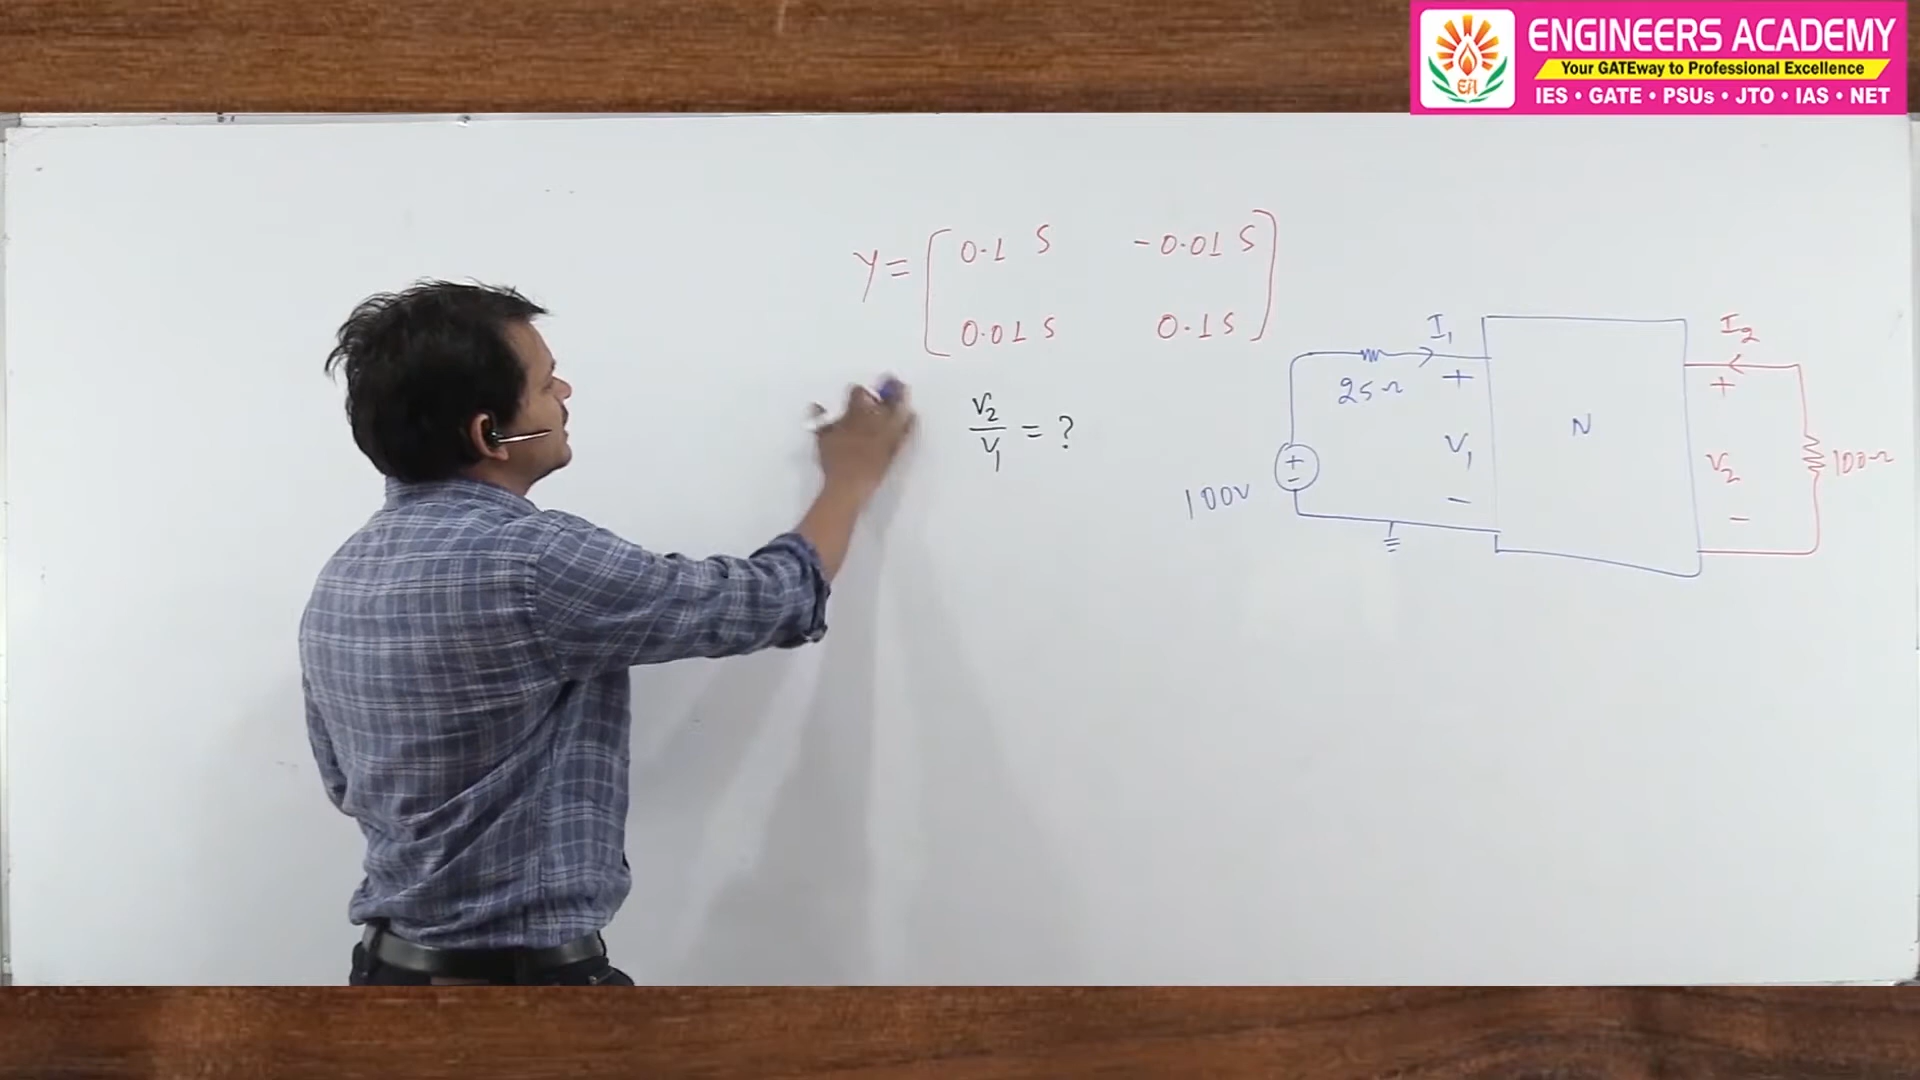 ENGINEERS ACADEMY
Your GATEway to Professional Excellence
IES • GATE • PSUs • JTO • IAS • NET
EA
Y = [ 0.1 S -0.01 S
0.01 S 0.1 S ]
V2/V1 = ?
I1
I2
25Ω
+
+
N
V1
V2
100Ω
+
-
100V
-
-